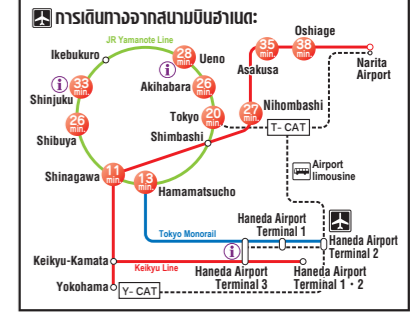 การเดินทางจากสนามบินฮาเนดะ
JR Yamanote Line
Oshiage
Ikebukuro
28 min.
Ueno
35 min.
38 min.
Narita
Airport
i
Asakusa
33 min.
Akihabara
26 min.
i
Shinjuku
Tokyo
20 min.
27 min.
Nihombashi
26 min.
T- CAT
Shibuya
Shimbashi
Airport
limousine
Shinagawa
11 min.
13 min.
Hamamatsucho
Haneda Airport
Terminal 1
Tokyo Monorail
Haneda Airport
Terminal 2
i
Keikyu-Kamata
Keikyu Line
Haneda Airport
Terminal 3
Haneda Airport
Terminal 1・2
Yokohama
Y- CAT